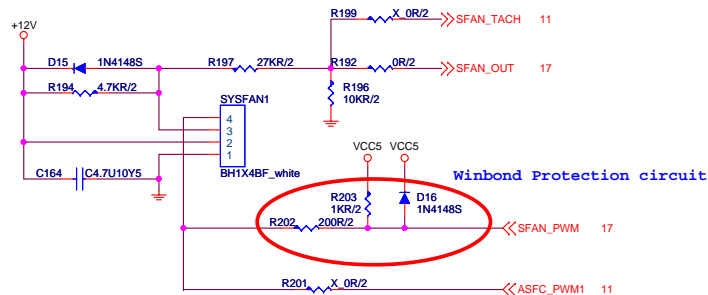 R199 X_0R/2 SFAN_TACH 11
+12V
D15 1N4148S
R197 27KR/2 R192 0R/2 SFAN_OUT 17
R194 4.7KR/2
R196
10KR/2
SYSFAN1
4
3
2
1
BH1X4BF_white
C164 C4.7U10Y5
VCC5 VCC5
Winbond Protection circuit
R203
1KR/2
D16
1N4148S
R202 200R/2 SFAN_PWM 17
R201 X_0R/2 ASFC_PWM1 11